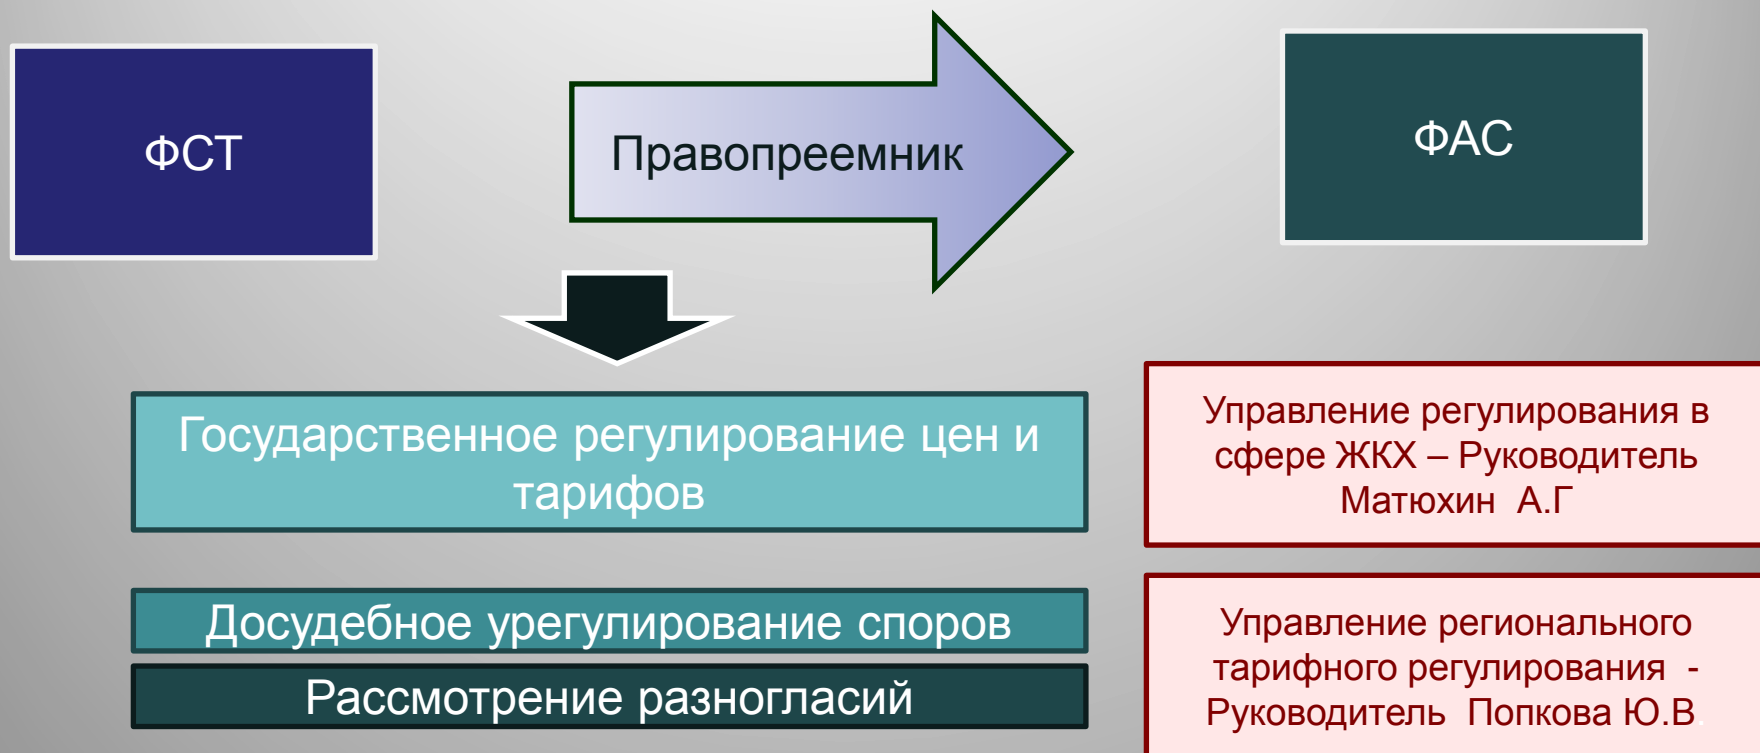 ФСТ
Правопреемник
ФАС
Государственное регулирование цен и
тарифов
Управление регулирования в
сфере ЖКХ – Руководитель
Матюхин А.Г
Досудебное урегулирование споров
Рассмотрение разногласий
Управление регионального
тарифного регулирования -
Руководитель Попкова Ю.В.